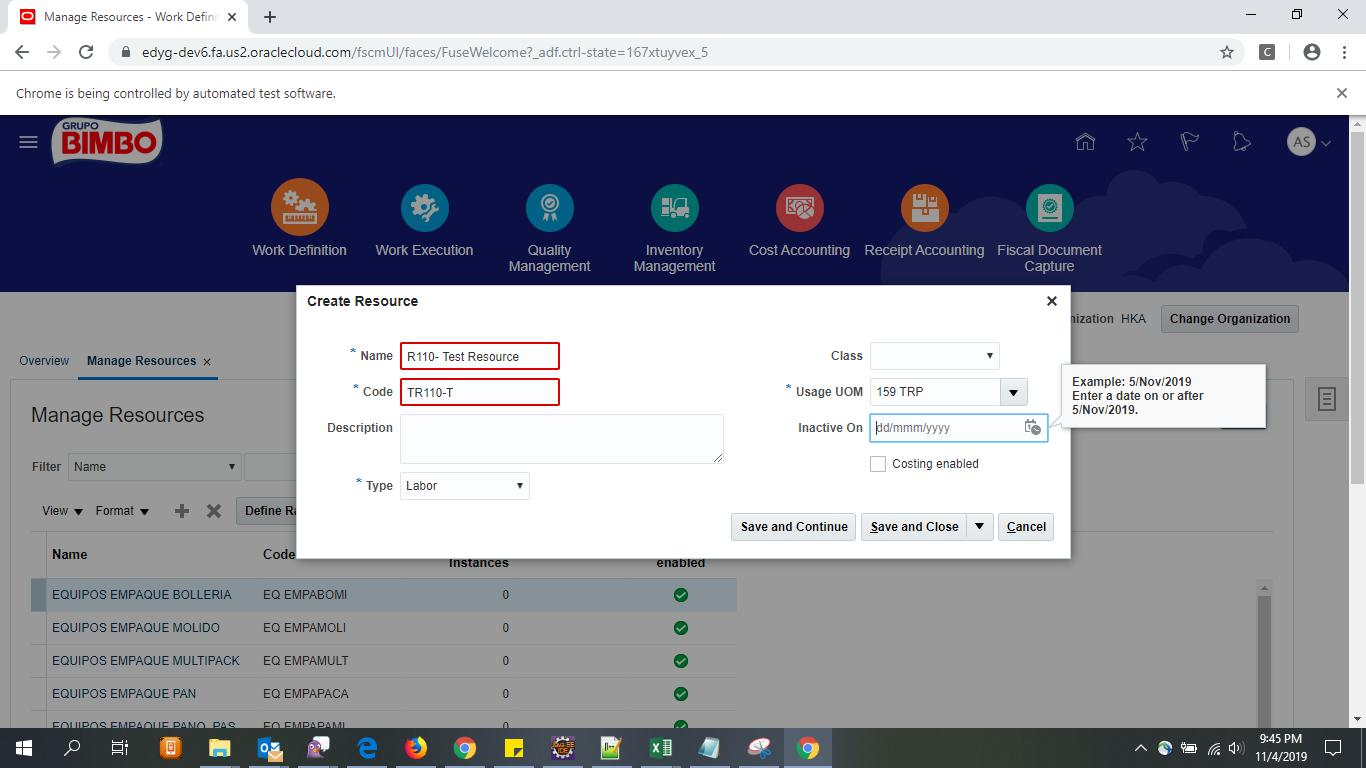 Manage Resources - Work Defini
edyg-dev6.fa.us2.oraclecloud.com/fscmUI/faces/FuseWelcome?_adf.ctrl-state=167xtuyvex_5
C
Chrome is being controlled by automated test software.
GRUPO
BIMBO
AS
Work Definition
Work Execution
Quality
Management
Inventory
Management
Cost Accounting
Receipt Accounting
Fiscal Document
Capture
Create Resource
nization HKA
Change Organization
Overview
Manage Resources
* Name R110- Test Resource
Class
* Code TR110-T
* Usage UOM 159 TRP
Example: 5/Nov/2019
Enter a date on or after
5/Nov/2019.
Manage Resources
Description
Inactive On dd/mmm/yyyy
Costing enabled
Filter Name
* Type Labor
View Format Define Ra
Save and Continue Save and Close Cancel
Name Code Instances enabled
EQUIPOS EMPAQUE BOLLERIA EQ EMPABOMI 0
EQUIPOS EMPAQUE MOLIDO EQ EMPAMOLI 0
EQUIPOS EMPAQUE MULTIPACK EQ EMPAMULT 0
EQUIPOS EMPAQUE PAN EQ EMPAPACA 0
EQUIPOS EMPAQUE PANO_PAS EQ EMPAPAMI 0
9:45 PM
11/4/2019